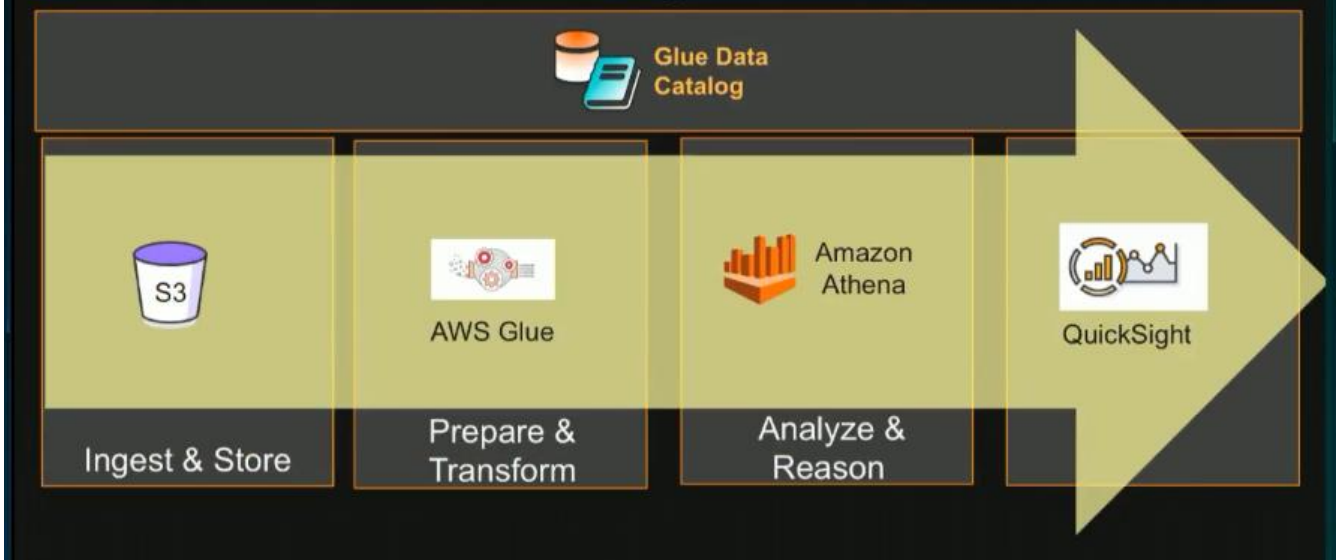 Glue Data
Catalog
S3
AWS Glue
Amazon
Athena
QuickSight
Ingest & Store
Prepare &
Transform
Analyze &
Reason